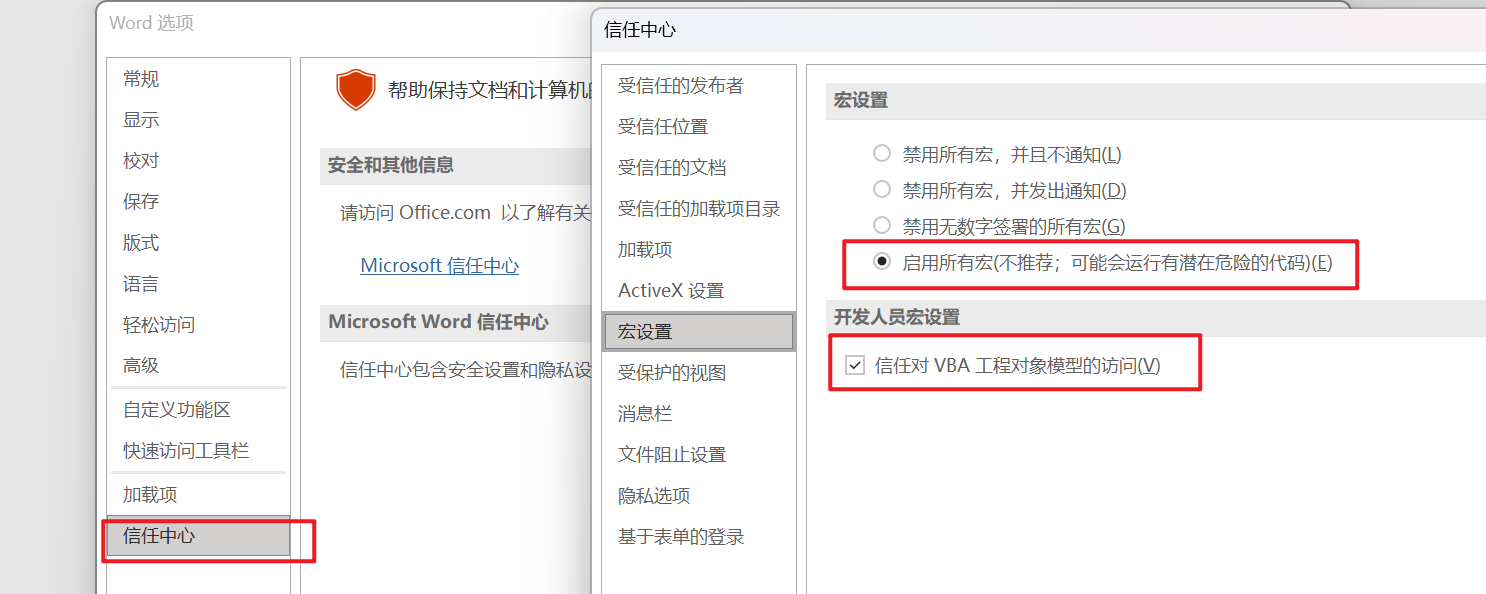 Word 选项
常规
显示
校对
保存
版式
语言
轻松访问
高级
自定义功能区
快速访问工具栏
加载项
信任中心
帮助保持文档和计算机
安全和其他信息
请访问 Office.com 以了解有关
Microsoft 信任中心
Microsoft Word 信任中心
信任中心包含安全设置和隐私设
信任中心
受信任的发布者
受信任位置
受信任的文档
受信任的加载项目录
加载项
ActiveX 设置
宏设置
受保护的视图
消息栏
文件阻止设置
隐私选项
基于表单的登录
宏设置
禁用所有宏，并且不通知(L)
禁用所有宏，并发出通知(D)
禁用无数字签署的所有宏(G)
启用所有宏(不推荐；可能会运行有潜在危险的代码)(E)
开发人员宏设置
信任对 VBA 工程对象模型的访问(V)